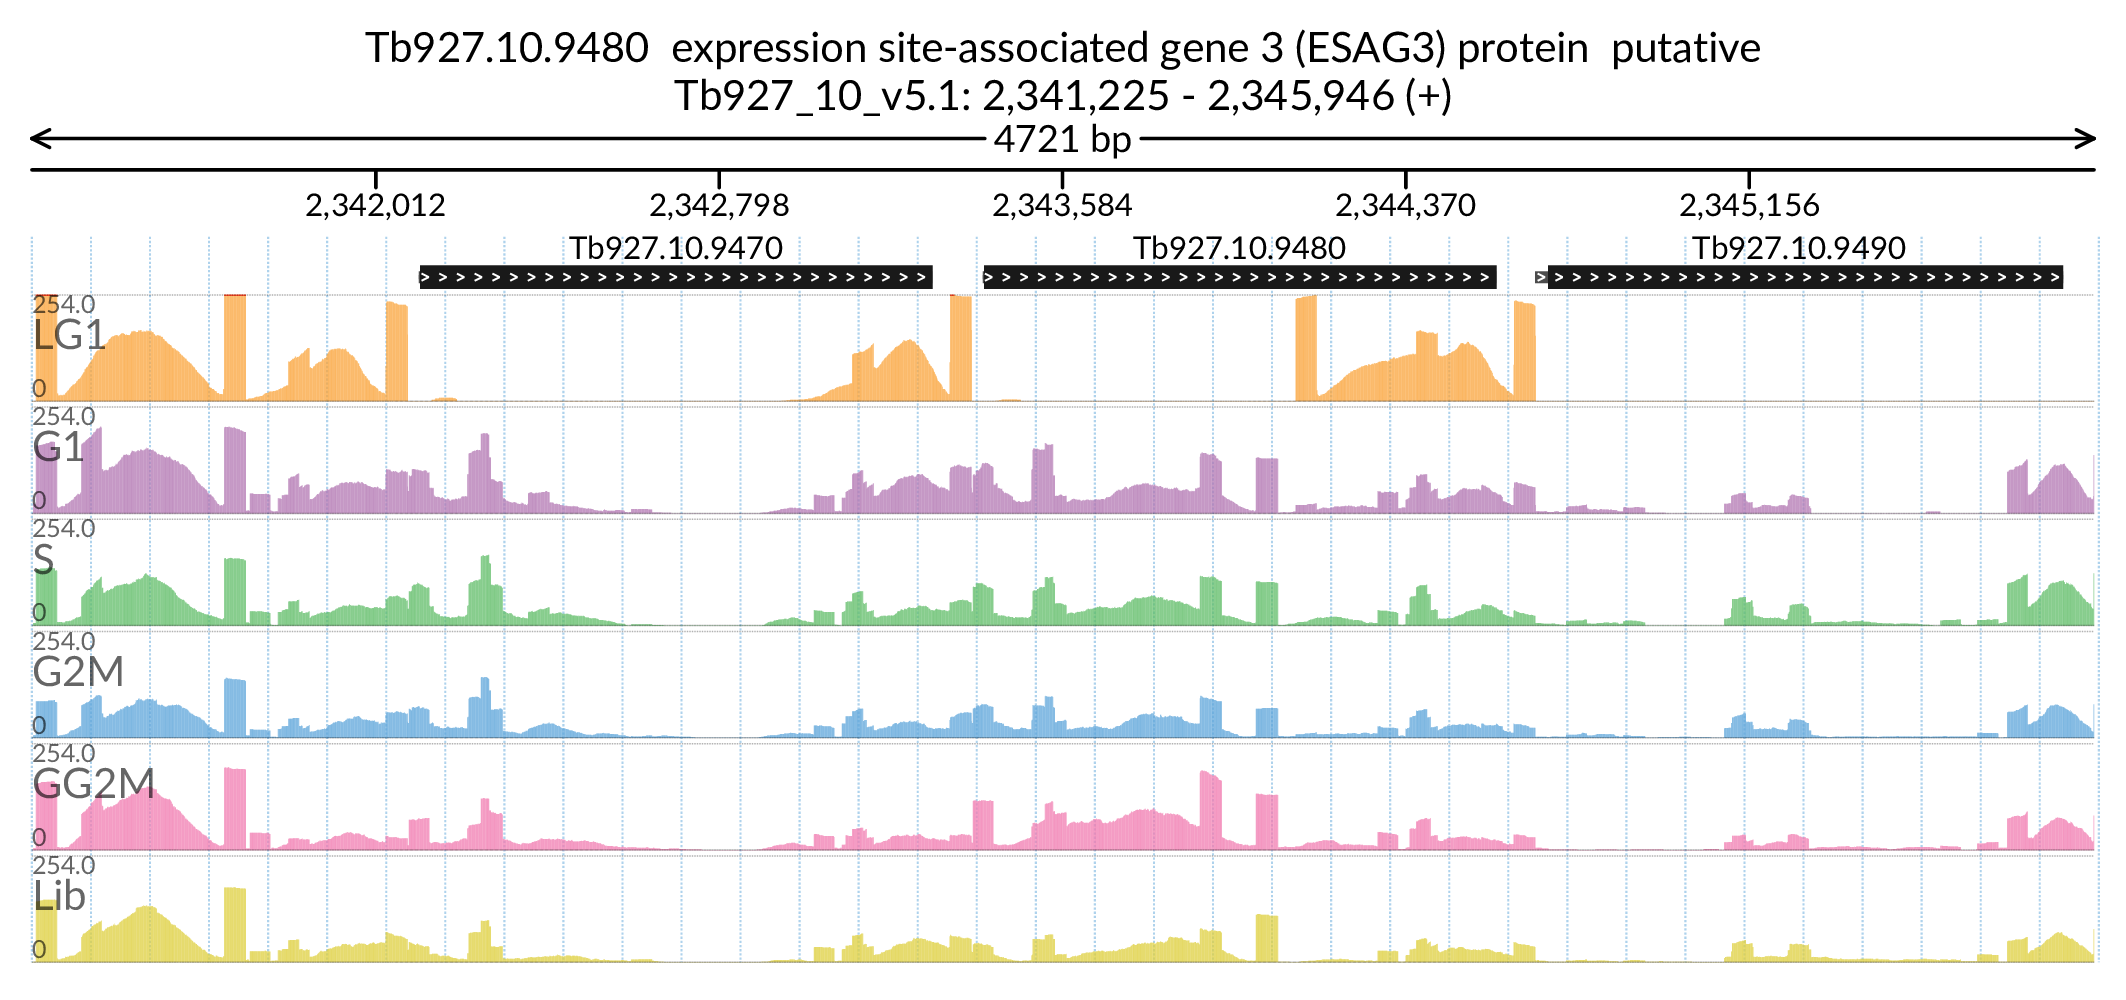 Tb927.10.9480  expression site-associated gene 3 (ESAG3) protein  putative
Tb927_10_v5.1: 2,341,225 - 2,345,946 (+)
4721 bp
2,342,012 2,342,798 2,343,584 2,344,370 2,345,156
Tb927.10.9470 Tb927.10.9480 Tb927.10.9490
254.0
LG1
0
254.0
G1
0
254.0
S
0
254.0
G2M
0
254.0
GG2M
0
254.0
Lib
0